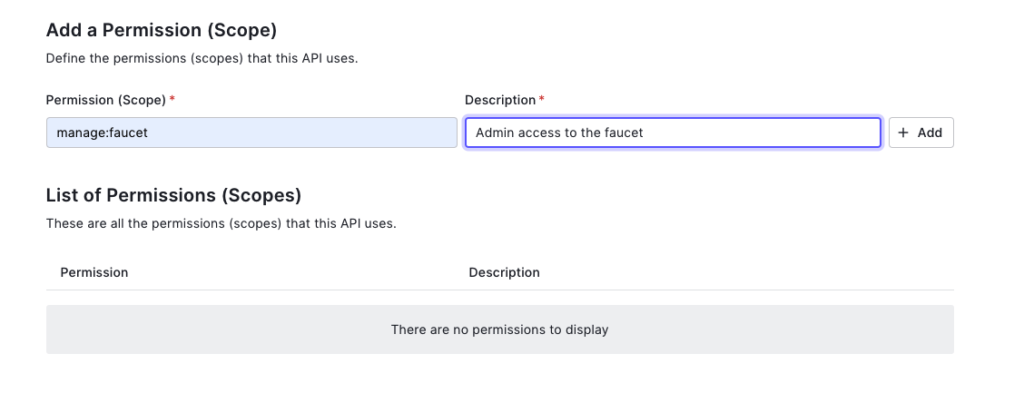 Add a Permission (Scope)
Define the permissions (scopes) that this API uses.
Permission (Scope) * Description *
manage:faucet Admin access to the faucet + Add
List of Permissions (Scopes)
These are all the permissions (scopes) that this API uses.
Permission Description
There are no permissions to display